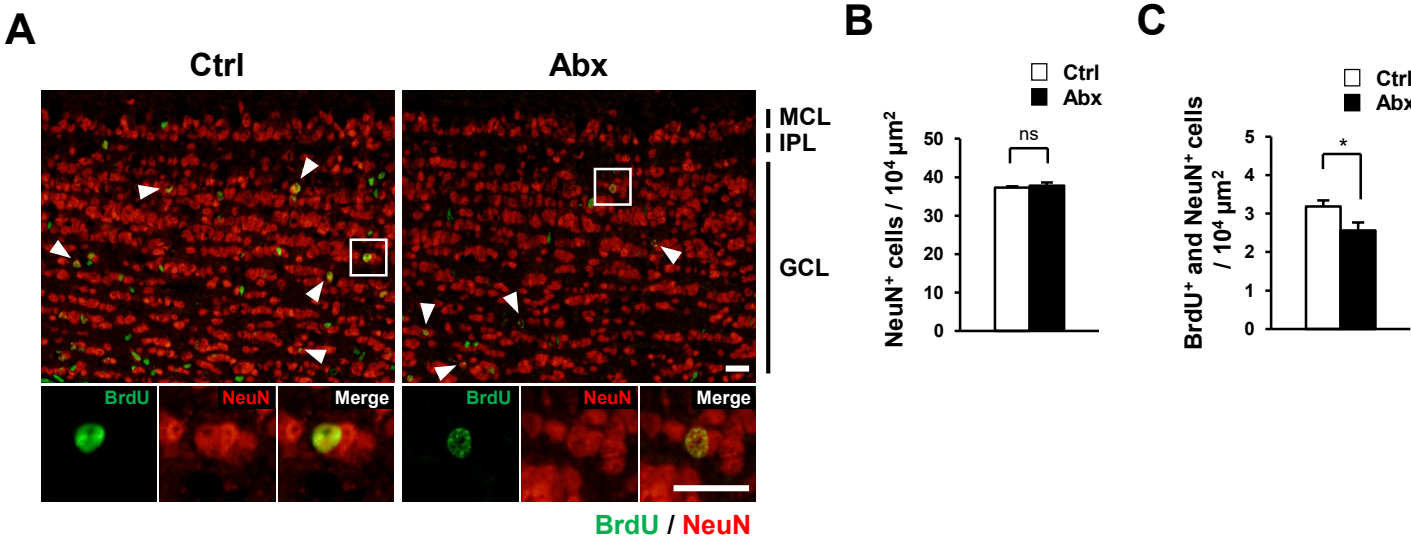 A
Ctrl
Abx
MCL
IPL
GCL
BrdU
NeuN
Merge
BrdU
NeuN
Merge
BrdU / NeuN
B
Ctrl
Abx
NeuN⁺ cells / 10⁴ µm²
50
40
30
20
10
0
ns
C
Ctrl
Abx
BrdU⁺ and NeuN⁺ cells
/ 10⁴ µm²
5
4
3
2
1
0
*